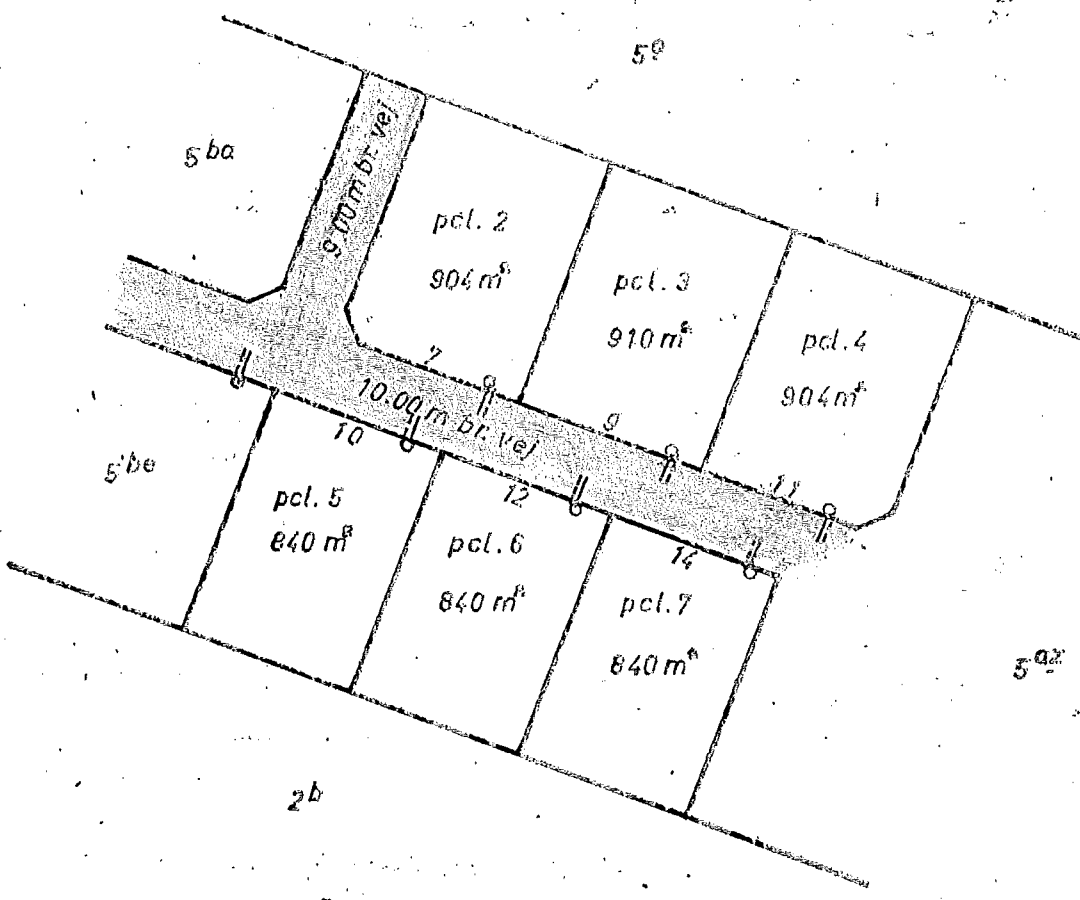 5ᵒ
5ᵇᵃ
9.00 m br. vej
pcl. 2
904 m²
pcl. 3
910 m²
pcl. 4
904 m²
7
10.00 m br. vej
9
11
10
12
14
5ᵇᵉ
pcl. 5
840 m²
pcl. 6
840 m²
pcl. 7
840 m²
5ᵃᶻ
2ᵇ